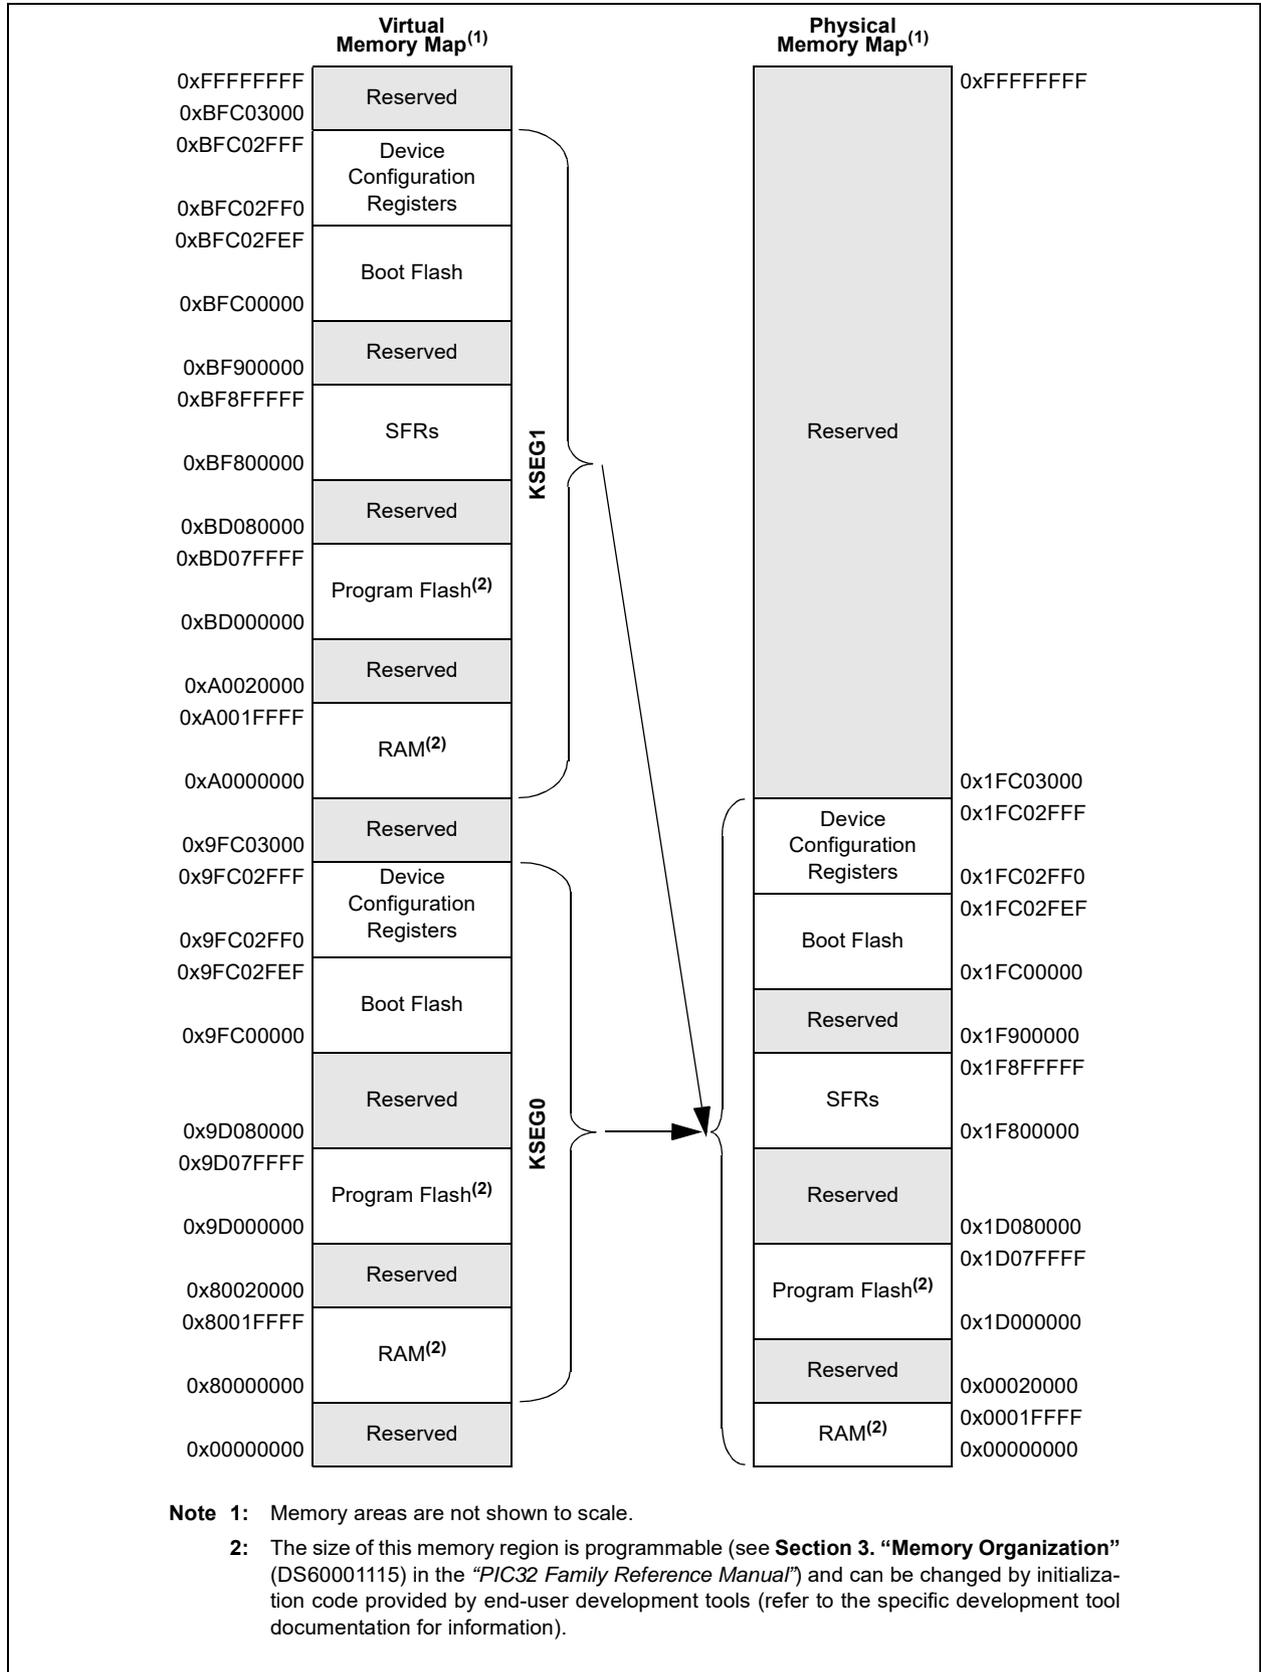 Virtual
Memory Map(1)
Physical
Memory Map(1)
0xFFFFFFFF
Reserved
0xBFC03000
0xBFC02FFF
Device
Configuration
Registers
0xBFC02FF0
0xBFC02FEF
Boot Flash
0xBFC00000
Reserved
0xBF900000
0xBF8FFFFF
SFRs
0xBF800000
Reserved
0xBD080000
0xBD07FFFF
Program Flash(2)
0xBD000000
Reserved
0xA0020000
0xA001FFFF
RAM(2)
0xA0000000
KSEG1
Reserved
0x9FC03000
0x9FC02FFF
Device
Configuration
Registers
0x9FC02FF0
0x9FC02FEF
Boot Flash
0x9FC00000
Reserved
0x9D080000
0x9D07FFFF
Program Flash(2)
0x9D000000
Reserved
0x80020000
0x8001FFFF
RAM(2)
0x80000000
KSEG0
Reserved
0x00000000
0xFFFFFFFF
Reserved
0x1FC03000
0x1FC02FFF
Device
Configuration
Registers
0x1FC02FF0
0x1FC02FEF
Boot Flash
0x1FC00000
Reserved
0x1F900000
0x1F8FFFFF
SFRs
0x1F800000
Reserved
0x1D080000
0x1D07FFFF
Program Flash(2)
0x1D000000
Reserved
0x00020000
0x0001FFFF
RAM(2)
0x00000000
Note 1: Memory areas are not shown to scale.
2: The size of this memory region is programmable (see Section 3. “Memory Organization”
(DS60001115) in the “PIC32 Family Reference Manual”) and can be changed by initializa-
tion code provided by end-user development tools (refer to the specific development tool
documentation for information).